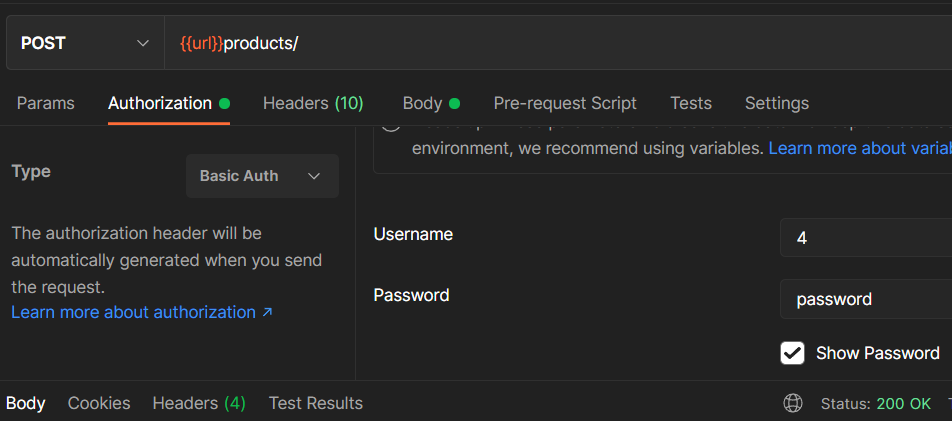 POST
{{url}}products/
Params Authorization Headers (10) Body Pre-request Script Tests Settings
environment, we recommend using variables. Learn more about varia
Type
Basic Auth
The authorization header will be
automatically generated when you send
the request.
Learn more about authorization ↗
Username
4
Password
password
Show Password
Body Cookies Headers (4) Test Results
Status: 200 OK